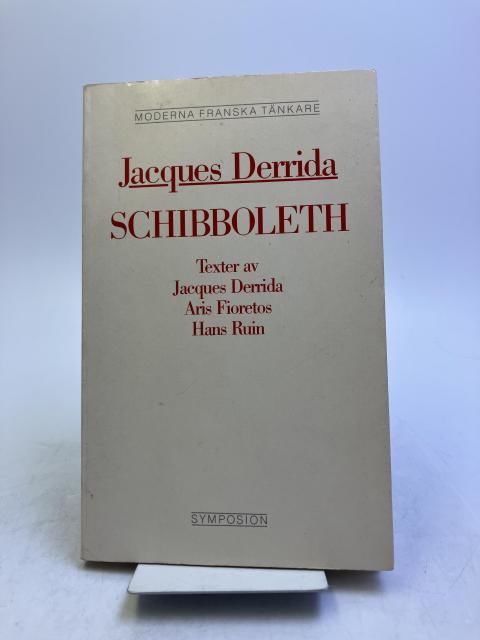 MODERNA FRANSKA TÄNKARE
Jacques Derrida
SCHIBBOLETH
Texter av
Jacques Derrida
Aris Fioretos
Hans Ruin
SYMPOSION